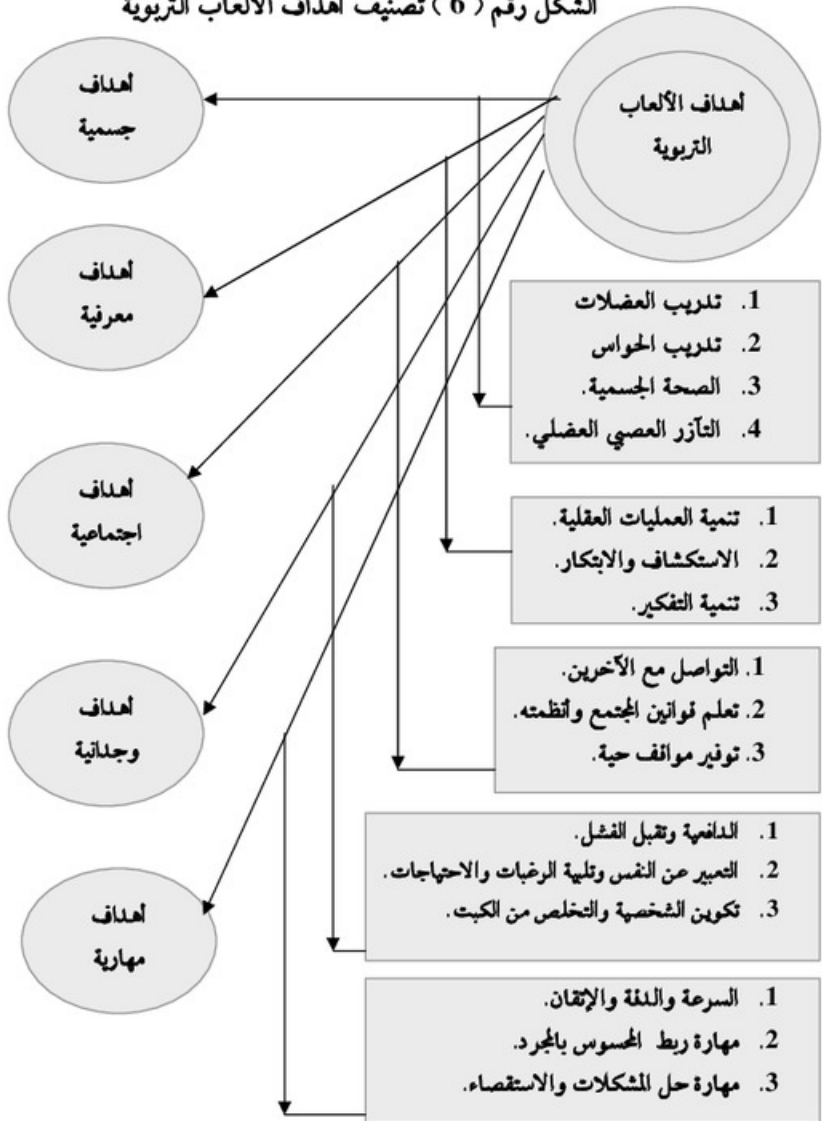 الشكل رقم ( 6 ) تصنيف أهداف الألعاب التربوية
أهداف الألعاب
التربوية
أهداف
جسمية
أهداف
معرفية
أهداف
اجتماعية
أهداف
وجدانية
أهداف
مهارية
1. تدريب العضلات
2. تدريب الحواس
3. الصحة الجسمية.
4. التآزر العصبي العضلي.
1. تنمية العمليات العقلية.
2. الاستكشاف والابتكار.
3. تنمية التفكير.
1. التواصل مع الآخرين.
2. تعلم قوانين المجتمع وأنظمته.
3. توفير مواقف حية.
1. الدافعية وتقبل الفشل.
2. التعبير عن النفس وتلبية الرغبات والاحتياجات.
3. تكوين الشخصية والتخلص من الكبت.
1. السرعة والدقة والإتقان.
2. مهارة ربط المحسوس بالمجرد.
3. مهارة حل المشكلات والاستقصاء.